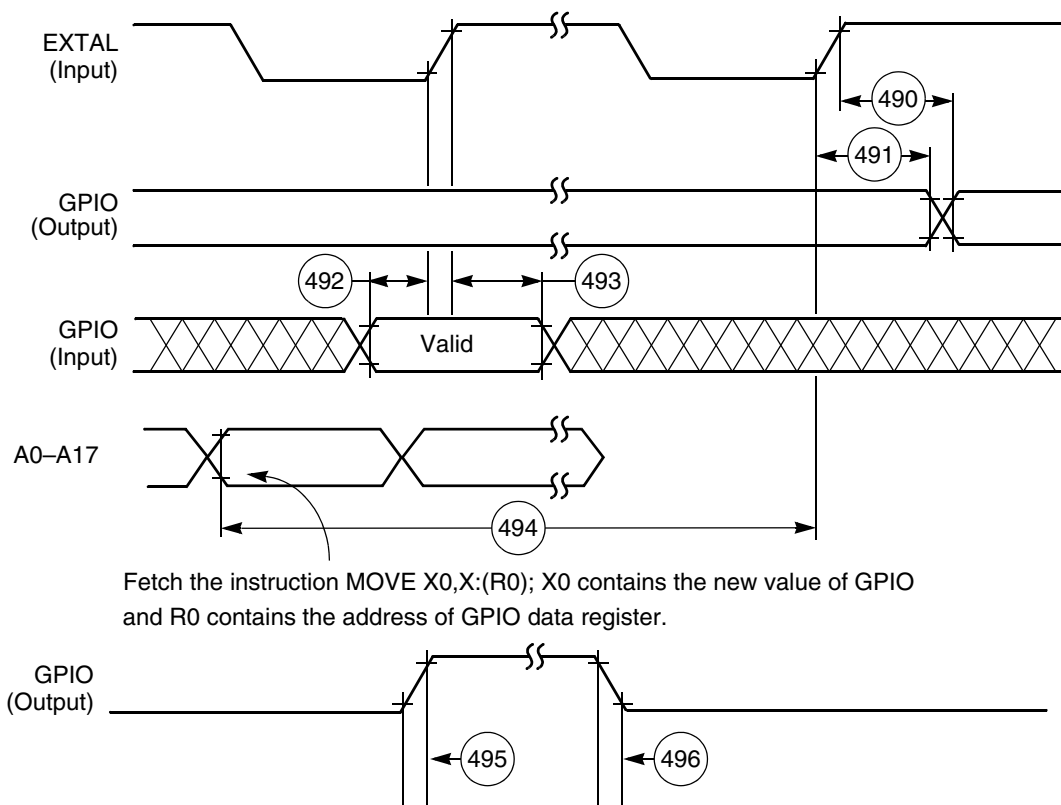 EXTAL
(Input)
490
491
GPIO
(Output)
492
493
GPIO
(Input)
Valid
A0–A17
494
Fetch the instruction MOVE X0,X:(R0); X0 contains the new value of GPIO
and R0 contains the address of GPIO data register.
GPIO
(Output)
495
496